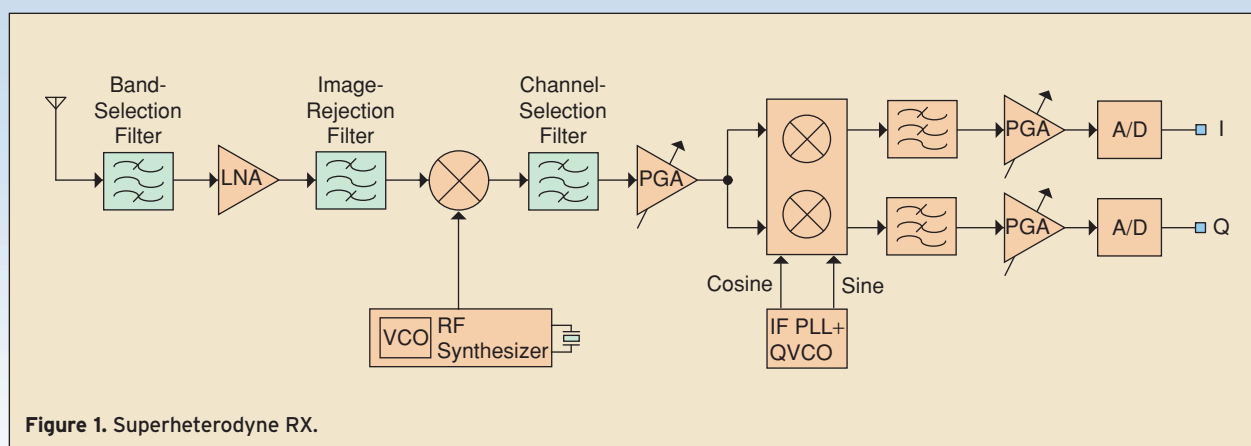 Band-
Selection
Filter
LNA
Image-
Rejection
Filter
Channel-
Selection
Filter
PGA
PGA
A/D
I
PGA
A/D
Q
Cosine
Sine
VCO
RF
Synthesizer
IF PLL+
QVCO
Figure 1. Superheterodyne RX.